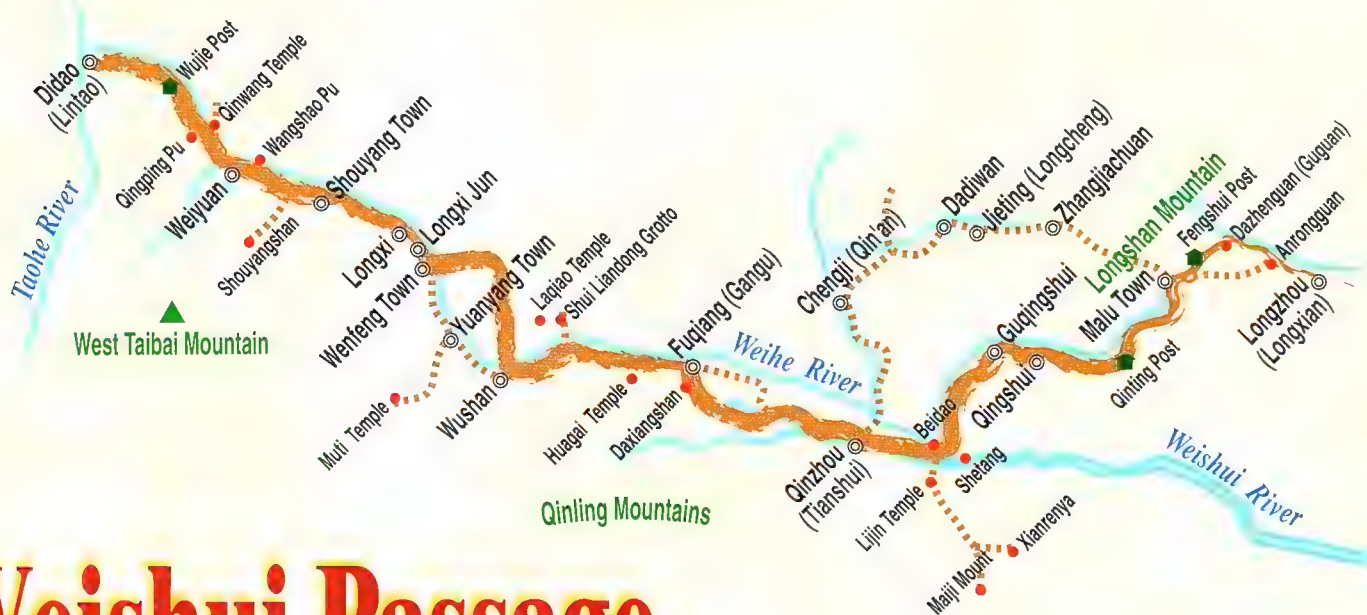 Didao
(Lintao)
Wujie Post
Qinwang Temple
Qingping Pu
Wangshao Pu
Weiyuan
Shouyang Town
Shouyangshan
Taohe River
West Taibai Mountain
Longxi
Longxi Jun
Wenfeng Town
Yuanyang Town
Muti Temple
Wushan
Laqiao Temple
Shui Liandong Grotto
Huagai Temple
Fuqiang (Gangu)
Daxiangshan
Weihe River
Qinling Mountains
Chengji (Qin'an)
Dadiwan
Jieting (Longcheng)
Zhangjiachuan
Longshan Mountain
Fengshui Post
Dazhenguan (Guguan)
Anrongguan
Malu Town
Longzhou
(Longxian)
Guqingshui
Qingshui
Qinting Post
Qinzhou
(Tianshui)
Beidao
Shetang
Lijin Temple
Xianrenya
Maiji Mount
Weishui River
Weishui Passage